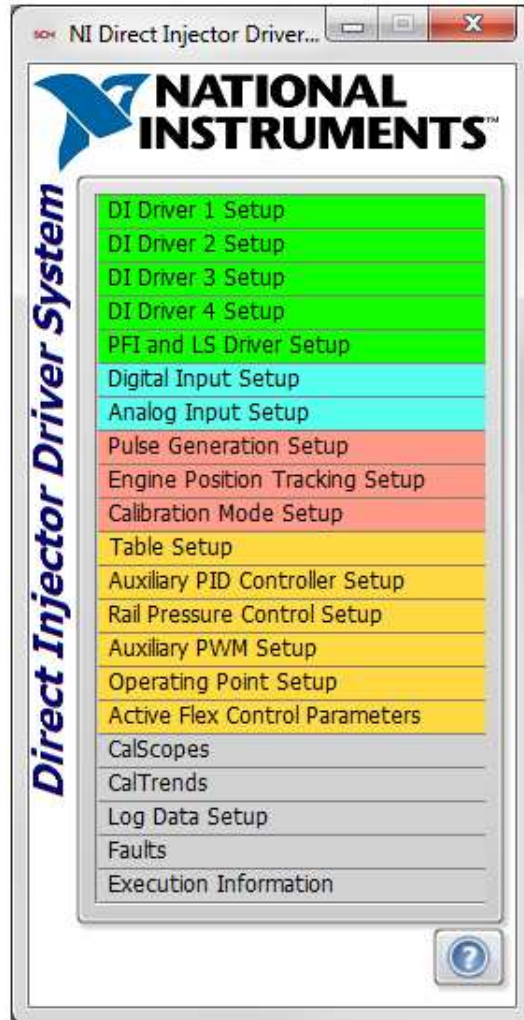 NI Direct Injector Driver...
NATIONAL
INSTRUMENTS™
Direct Injector Driver System
DI Driver 1 Setup
DI Driver 2 Setup
DI Driver 3 Setup
DI Driver 4 Setup
PFI and LS Driver Setup
Digital Input Setup
Analog Input Setup
Pulse Generation Setup
Engine Position Tracking Setup
Calibration Mode Setup
Table Setup
Auxiliary PID Controller Setup
Rail Pressure Control Setup
Auxiliary PWM Setup
Operating Point Setup
Active Flex Control Parameters
CalScopes
CalTrends
Log Data Setup
Faults
Execution Information
?